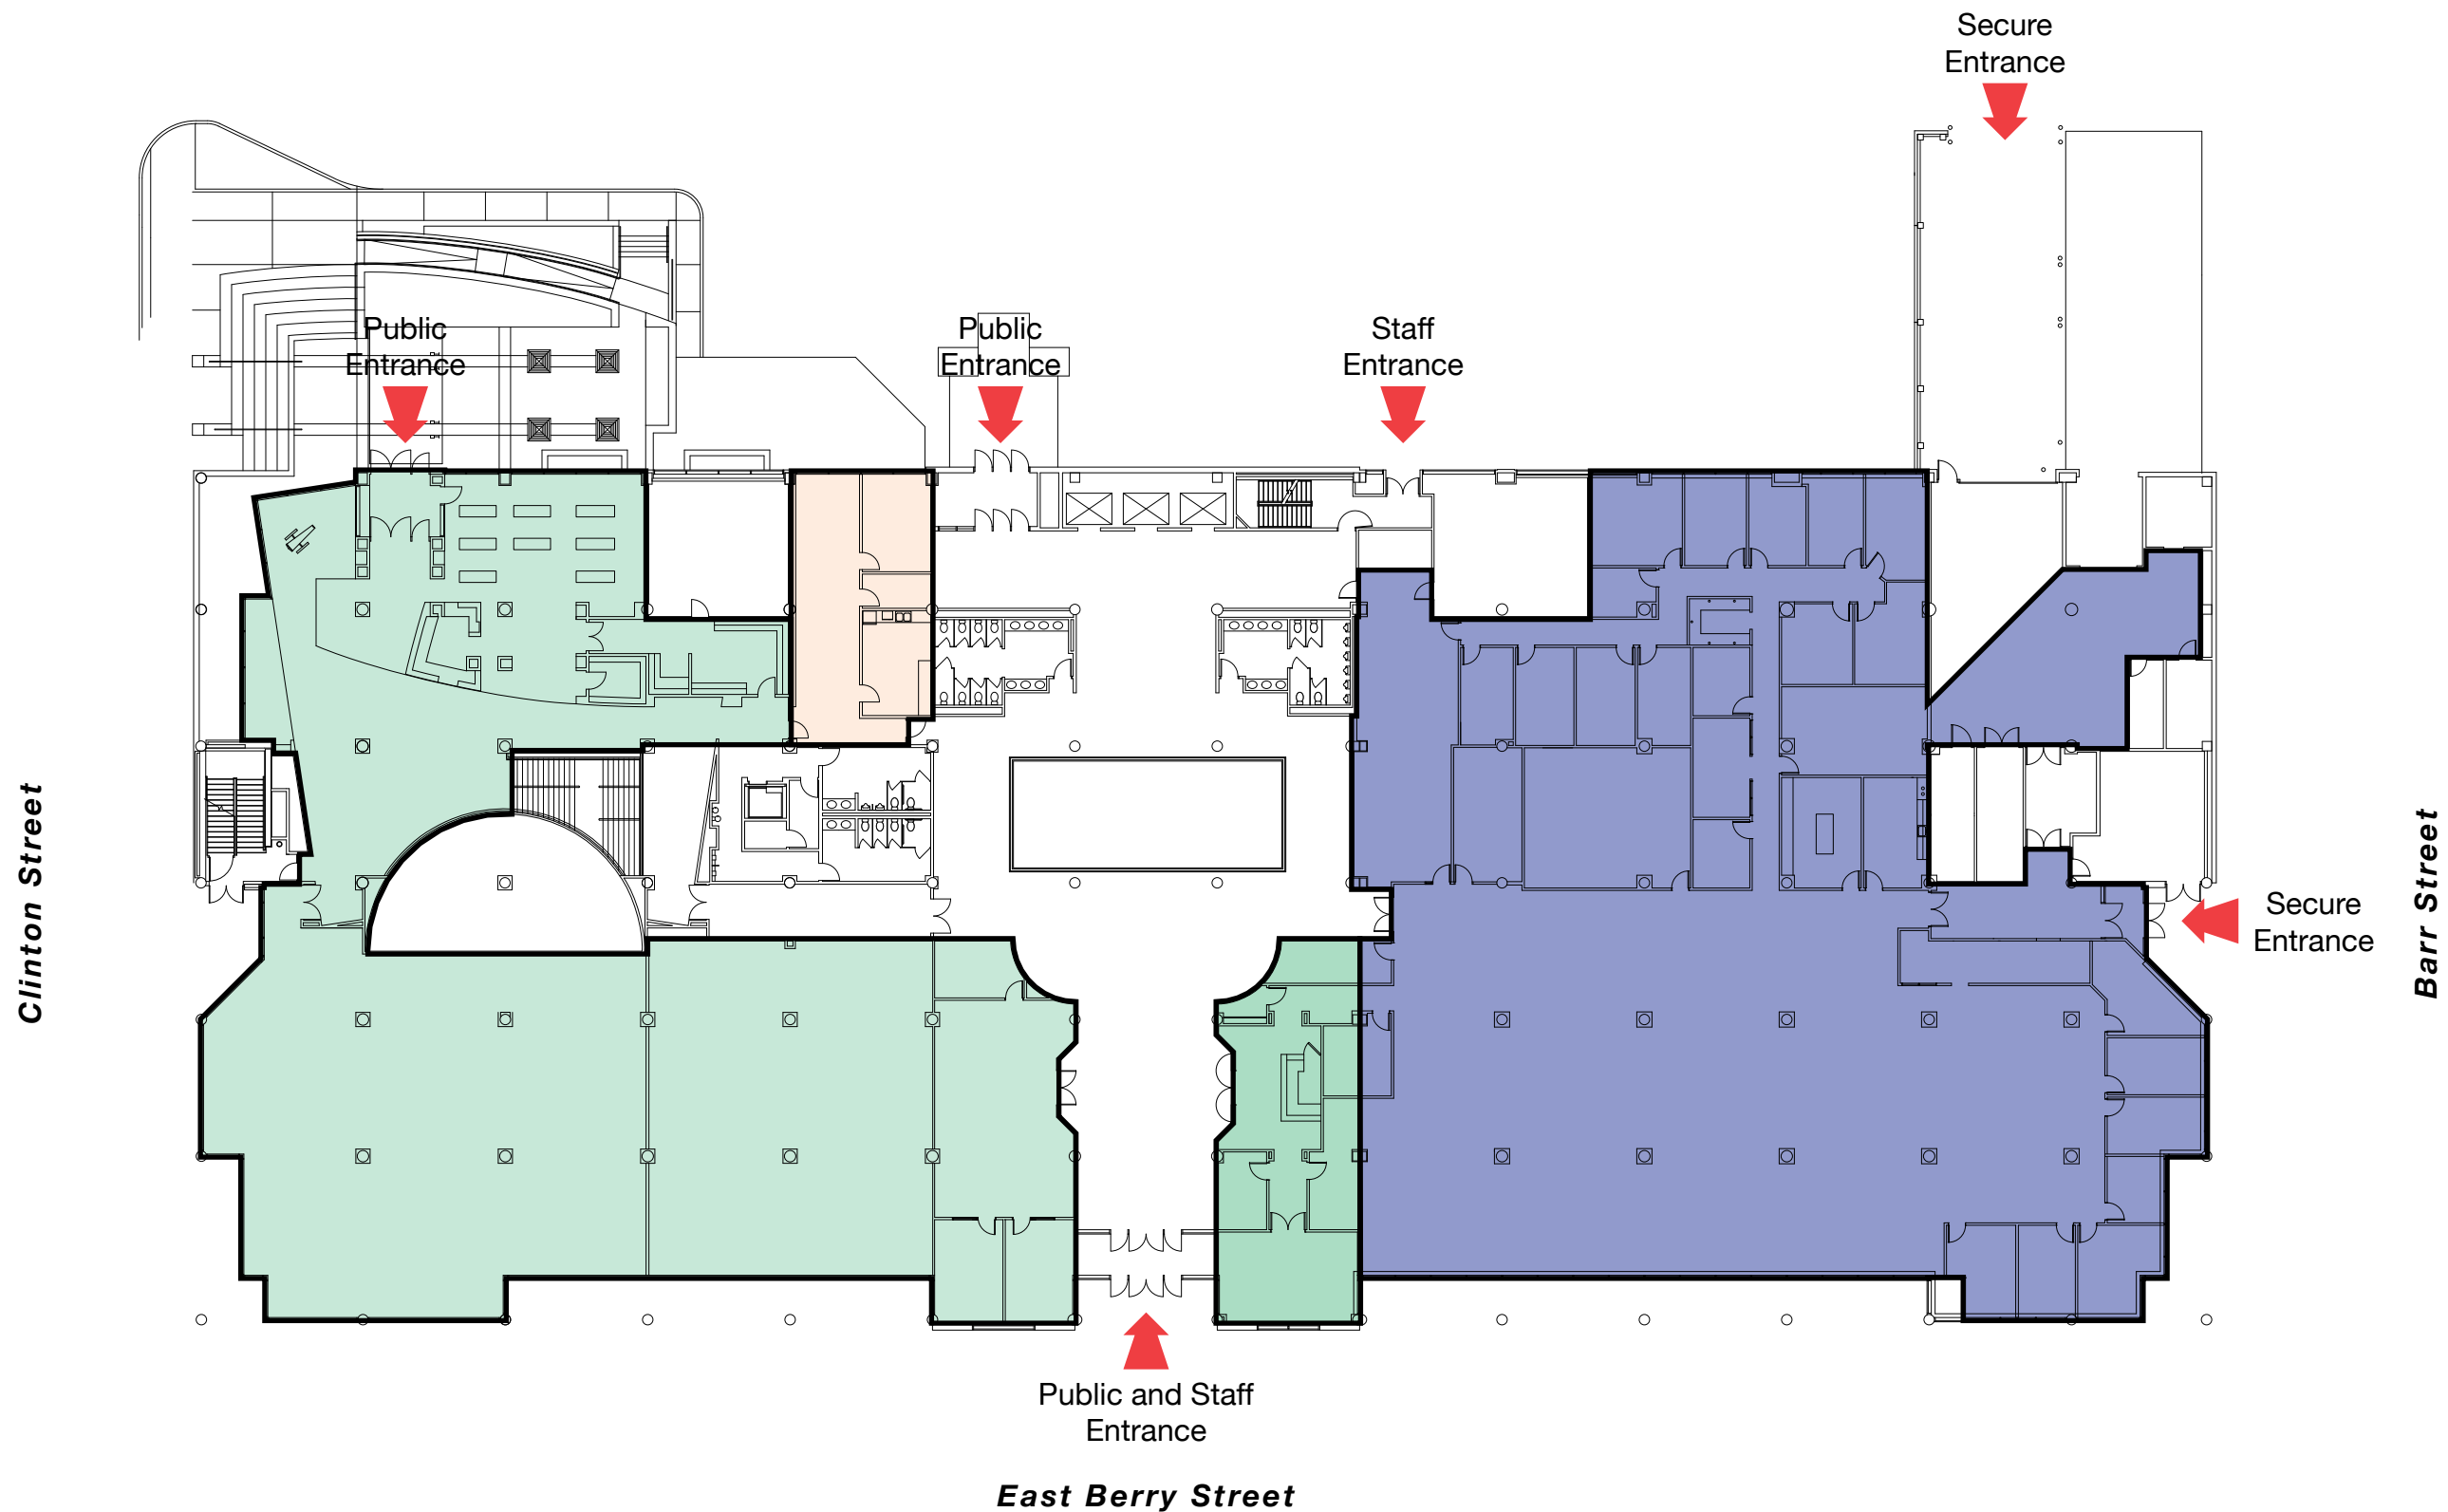 Secure
Entrance
Public
Entrance
Public
Entrance
Staff
Entrance
Clinton Street
Barr Street
Secure
Entrance
Public and Staff
Entrance
East Berry Street